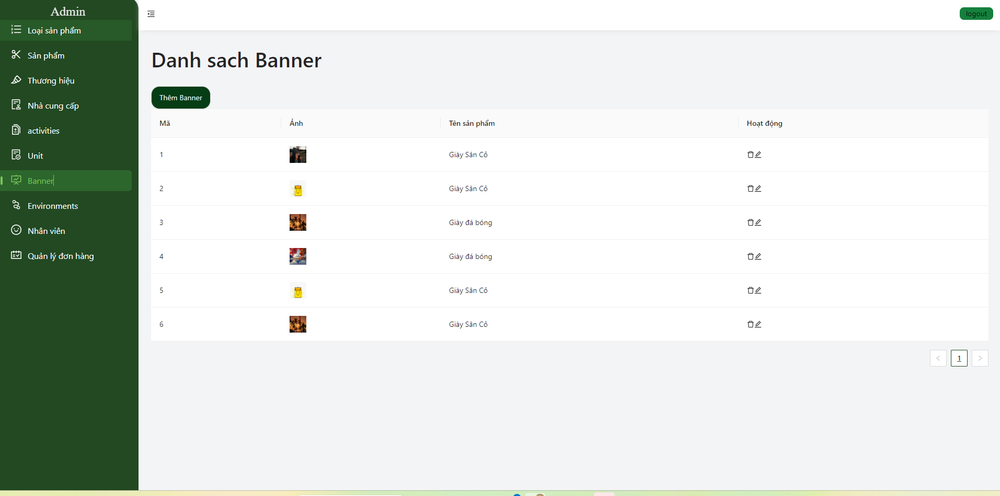 Admin
Loại sản phẩm
Sản phẩm
Thương hiệu
Nhà cung cấp
activities
Unit
Banner
Environments
Nhân viên
Quản lý đơn hàng
logout
Danh sach Banner
Thêm Banner
Mã Ảnh Tên sản phẩm Hoạt động
1 Giày Sân Cỏ
2 Giày Sân Cỏ
3 Giày đá bóng
4 Giày đá bóng
5 Giày Sân Cỏ
6 Giày Sân Cỏ
< 1 >